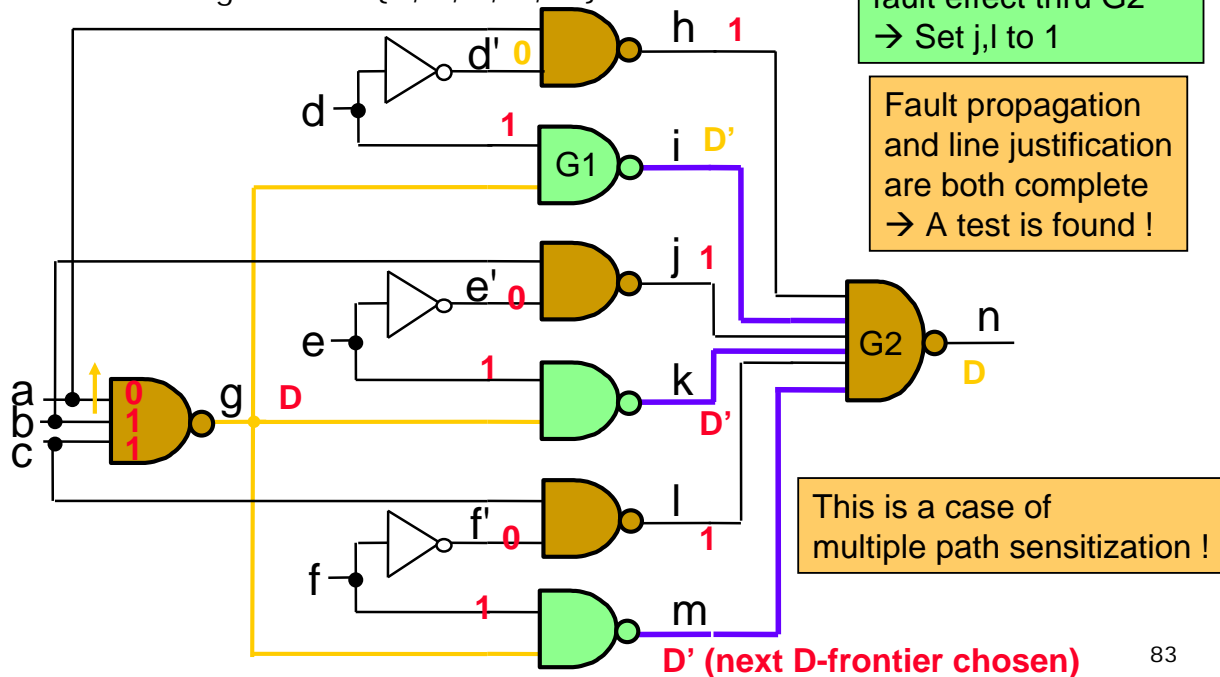 fault effect thru G2
→ Set j,l to 1
h 1
d' 0
d
1
Fault propagation
and line justification
are both complete
→ A test is found !
G1
i D'
j 1
e' 0
e
n
G2
D
1
k
D'
a 0
b 1
c 1
g D
l
1
f' 0
f
This is a case of
multiple path sensitization !
1
m
D' (next D-frontier chosen)
83